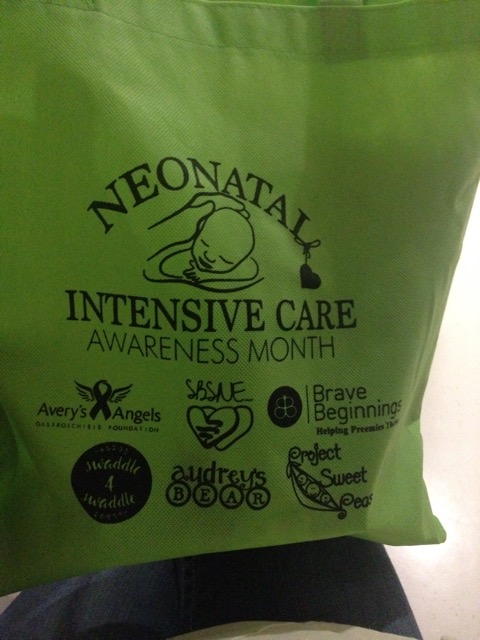 NEONATAL
INTENSIVE CARE
AWARENESS MONTH
Avery's Angels
GASTROSCHISIS FOUNDATION
SBSNE
Brave
Beginnings
Helping Preemies
swaddle
4
swaddle
audrey's
BEAR
Project
Sweet
Peas